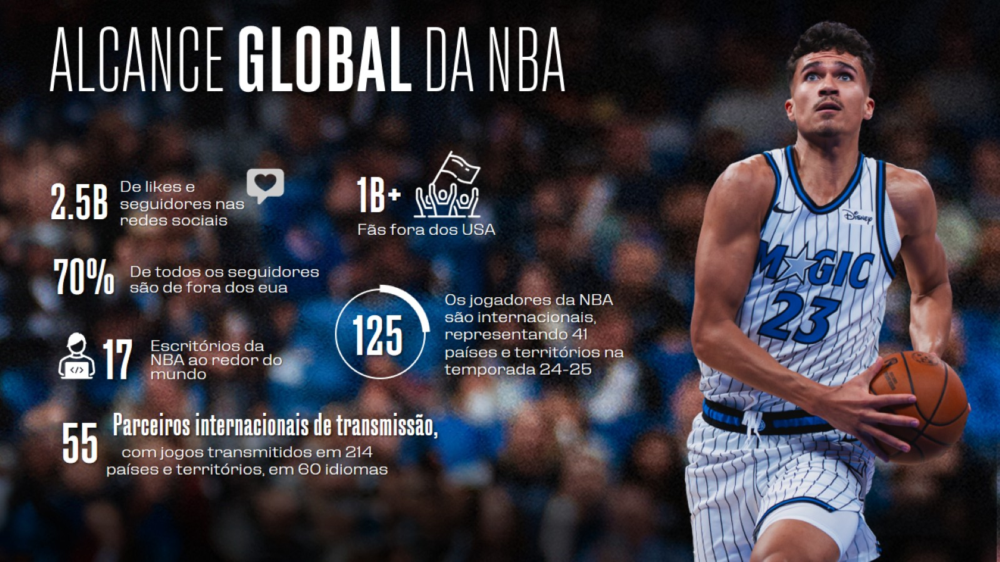 ALCANCE GLOBAL DA NBA
2.5B
De likes e
seguidores nas
redes sociais
1B+
Fãs fora dos USA
70%
De todos os seguidores
são de fora dos eua
125
Os jogadores da NBA
são internacionais,
representando 41
países e territórios na
temporada 24-25
</>
17
Escritórios da
NBA ao redor do
mundo
55
Parceiros internacionais de transmissão,
com jogos transmitidos em 214
países e territórios, em 60 idiomas
Disney
MAGIC
23